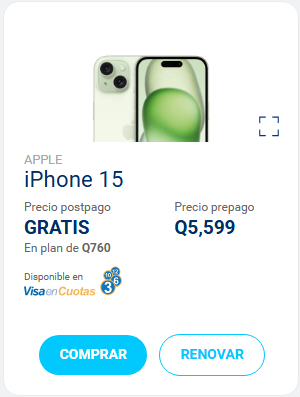 APPLE
iPhone 15
Precio postpago
Precio prepago
GRATIS
Q5,599
En plan de Q760
Disponible en
Visa en Cuotas
10 12
3 6
COMPRAR
RENOVAR